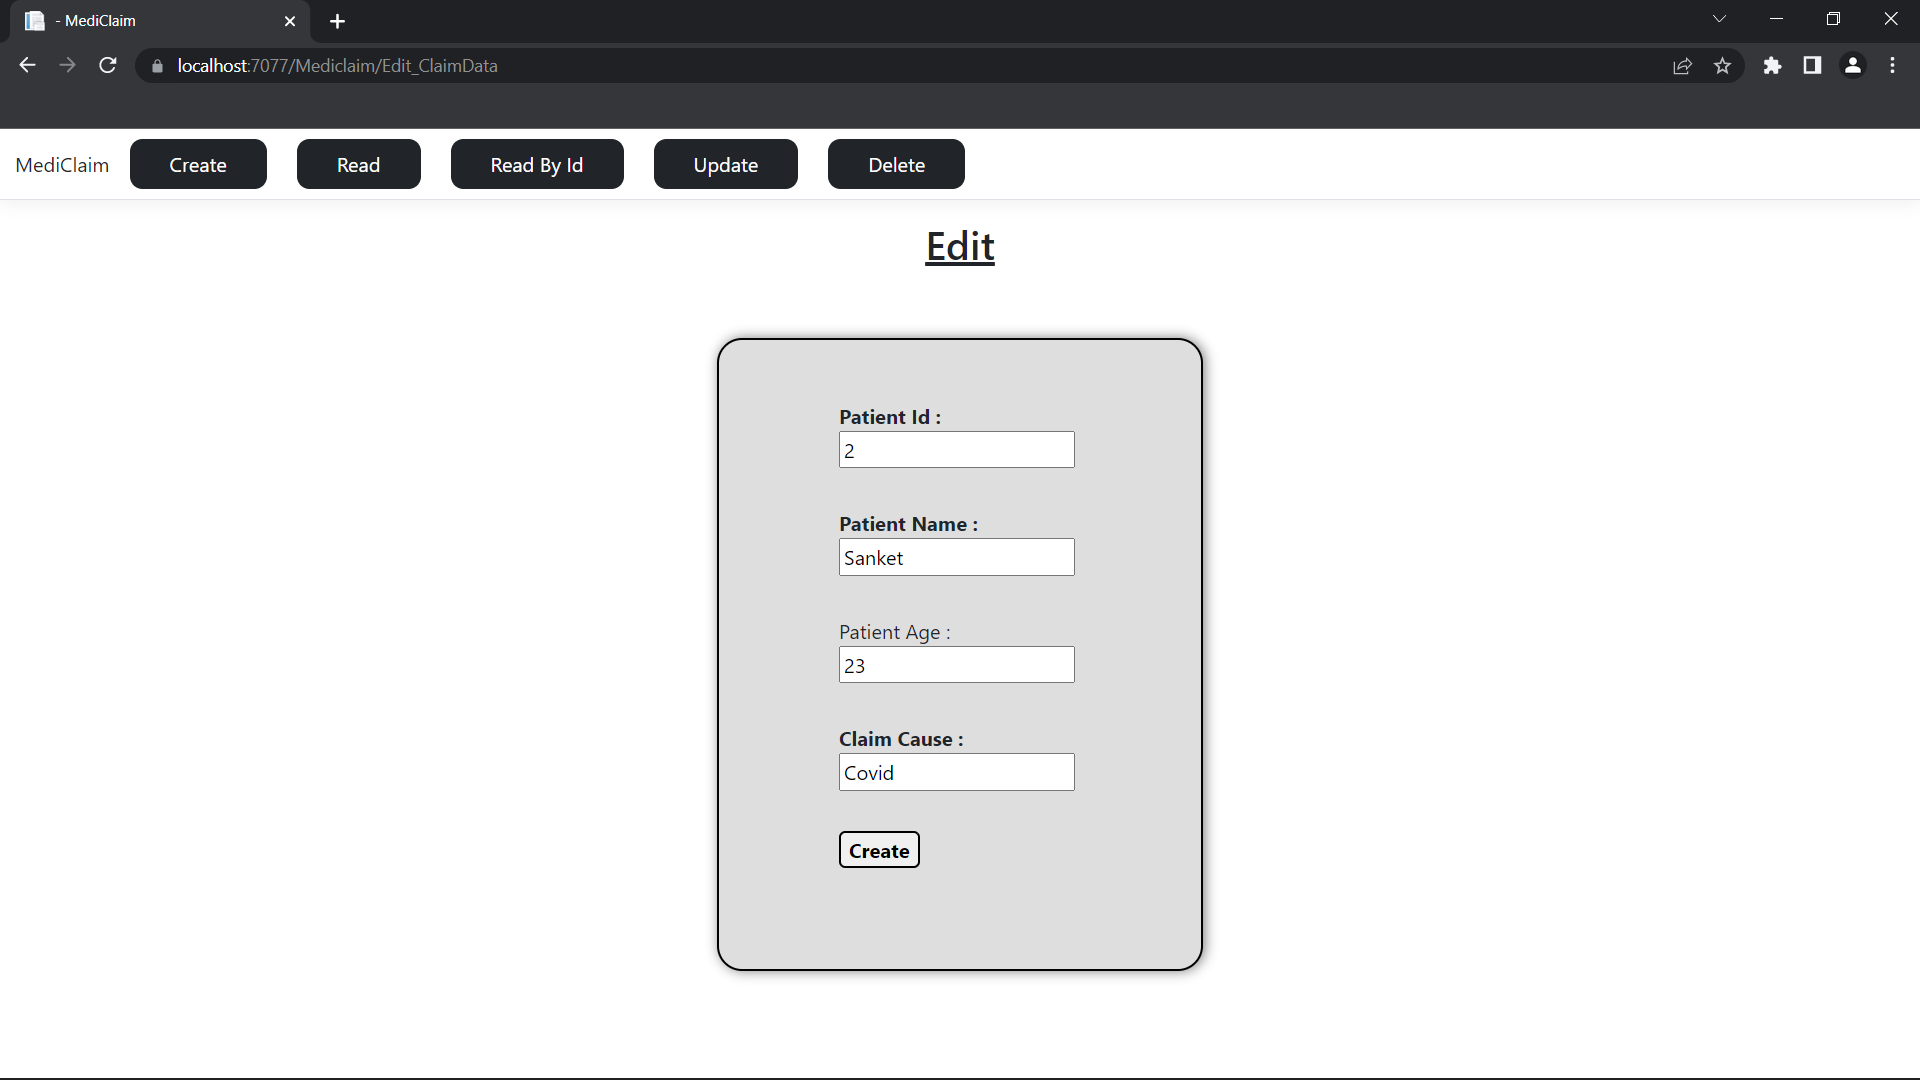 - MediClaim
localhost:7077/Mediclaim/Edit_ClaimData
MediClaim Create Read Read By Id Update Delete
Edit
Patient Id :
2
Patient Name :
Sanket
Patient Age :
23
Claim Cause :
Covid
Create